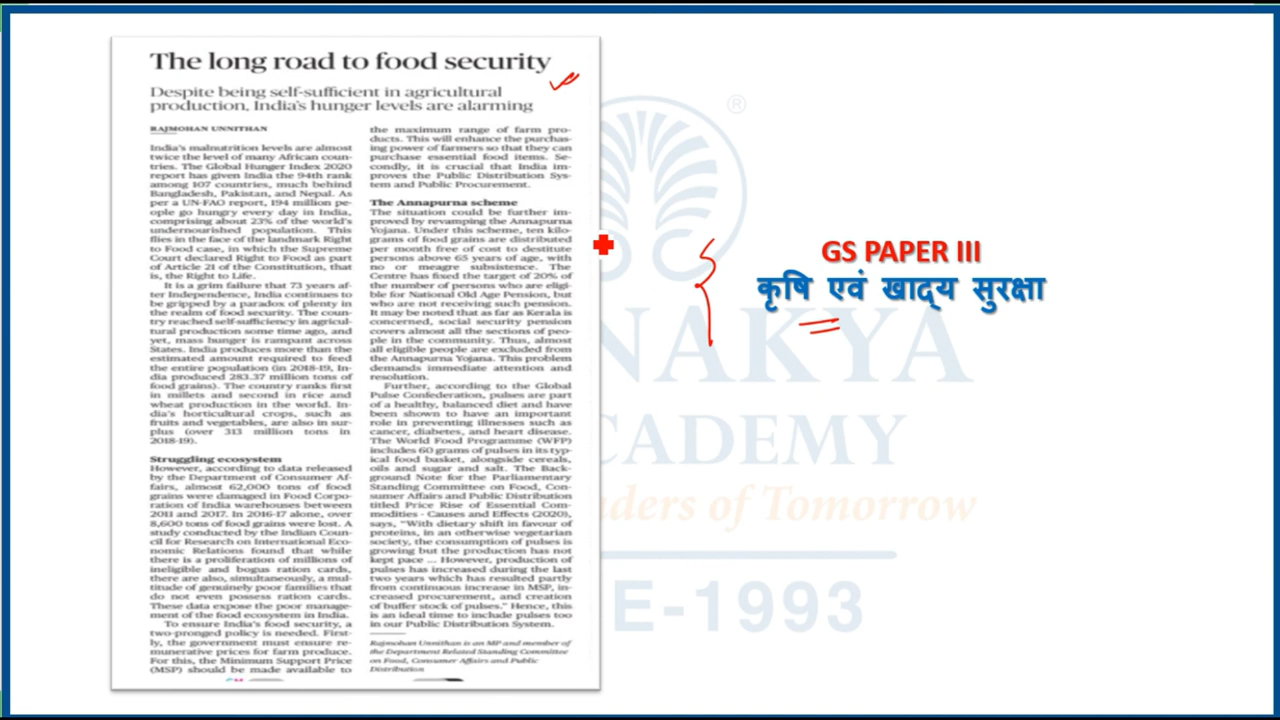 The long road to food security
Despite being self-sufficient in agricultural
production, India's hunger levels are alarming
RAJMOHAN UNNITHAN
India's malnutrition levels are almost
twice the level of many African coun-
tries. The Global Hunger Index 2020
report has given India the 94th rank
among 107 countries, much behind
Bangladesh, Pakistan, and Nepal. As
per a UN-FAO report, 194 million pe-
ople go hungry every day in India,
comprising about 23% of the world's
undernourished population. This
flies in the face of the landmark Right
to Food case, in which the Supreme
Court declared Right to Food as part
of Article 21 of the Constitution, that
is, the Right to Life.
It is a grim failure that 73 years af-
ter Independence, India continues to
be gripped by a paradox of plenty in
the realm of food security. The coun-
try reached self-sufficiency in agricul-
tural production some time ago, and
yet, mass hunger is rampant across
States. India produces more than the
estimated amount required to feed
the entire population (in 2018-19, In-
dia produced 283.37 million tons of
food grains). The country ranks first
in millets and second in rice and
wheat production in the world. In-
dia's horticultural crops, such as
fruits and vegetables, are also in sur-
plus (over 313 million tons in
2018-19).
Struggling ecosystem
However, according to data released
by the Department of Consumer Af-
fairs, almost 62,000 tons of food
grains were damaged in Food Corpo-
ration of India warehouses between
2011 and 2017. In 2016-17 alone, over
8,600 tons of food grains were lost. A
study conducted by the Indian Coun-
cil for Research on International Eco-
nomic Relations found that while
there is a proliferation of millions of
ineligible and bogus ration cards,
there are also, simultaneously, a mul-
titude of genuinely poor families that
do not even possess ration cards.
These data expose the poor manage-
ment of the food ecosystem in India.
To ensure India's food security, a
two-pronged policy is needed. First-
ly, the government must ensure re-
munerative prices for farm produce.
For this, the Minimum Support Price
(MSP) should be made available to
the maximum range of farm pro-
ducts. This will enhance the purchas-
ing power of farmers so that they can
purchase essential food items. Se-
condly, it is crucial that India im-
proves the Public Distribution Sys-
tem and Public Procurement.
The Annapurna scheme
The situation could be further im-
proved by revamping the Annapurna
Yojana. Under this scheme, ten kilo-
grams of food grains are distributed
per month free of cost to destitute
persons above 65 years of age, with
no or meagre subsistence. The
Centre has fixed the target of 20% of
the number of persons who are eligi-
ble for National Old Age Pension, but
who are not receiving such pension.
It may be noted that as far as Kerala is
concerned, social security pension
covers almost all the sections of peo-
ple in the community. Thus, almost
all eligible people are excluded from
the Annapurna Yojana. This problem
demands immediate attention and
resolution.
Further, according to the Global
Pulse Confederation, pulses are part
of a healthy, balanced diet and have
been shown to have an important
role in preventing illnesses such as
cancer, diabetes, and heart disease.
The World Food Programme (WFP)
includes 60 grams of pulses in its typ-
ical food basket, alongside cereals,
oils and sugar and salt. The Back-
ground Note for the Parliamentary
Standing Committee on Food, Con-
sumer Affairs and Public Distribution
titled Price Rise of Essential Com-
modities - Causes and Effects (2020),
says, "With dietary shift in favour of
proteins, in an otherwise vegetarian
society, the consumption of pulses is
growing but the production has not
kept pace ... However, production of
pulses has increased during the last
two years which has resulted partly
from continuous increase in MSP, in-
creased procurement, and creation
of buffer stock of pulses." Hence, this
is an ideal time to include pulses too
in our Public Distribution System.
Rajmohan Unnithan is an MP and member of
the Department Related Standing Committee
on Food, Consumer Affairs and Public
Distribution
GS PAPER III
कृषि एवं खाद्य सुरक्षा
®
NAKYA
CADEMY
ders of Tomorrow
E-1993